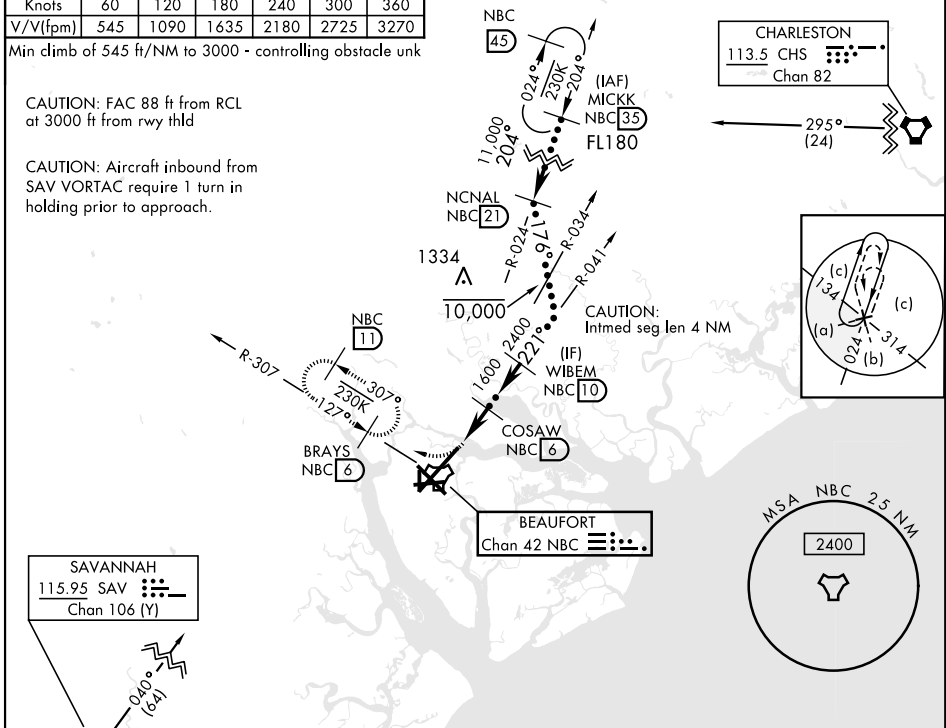 Knots 60 120 180 240 300 360
V/V(fpm) 545 1090 1635 2180 2725 3270
Min climb of 545 ft/NM to 3000 - controlling obstacle unk
CAUTION: FAC 88 ft from RCL
at 3000 ft from rwy thld
CAUTION: Aircraft inbound from
SAV VORTAC require 1 turn in
holding prior to approach.
NBC
45
024°
230K
204°
(IAF)
MICKK
NBC 35
FL180
11,000
204°
CHARLESTON
113.5 CHS
Chan 82
295°
(24)
NCNAL
NBC 21
R-024
176°
R-034
R-041
1334
10,000
CAUTION:
Intmed seg len 4 NM
2400
221°
1600
(IF)
WIBEM
NBC 10
COSAW
NBC 6
NBC
11
R-307
307°
230K
127°
BRAYS
NBC 6
BEAUFORT
Chan 42 NBC
(c)
134
(c)
(a)
024
(b)
314
MSA NBC 25 NM
2400
SAVANNAH
115.95 SAV
Chan 106 (Y)
040°
(64)